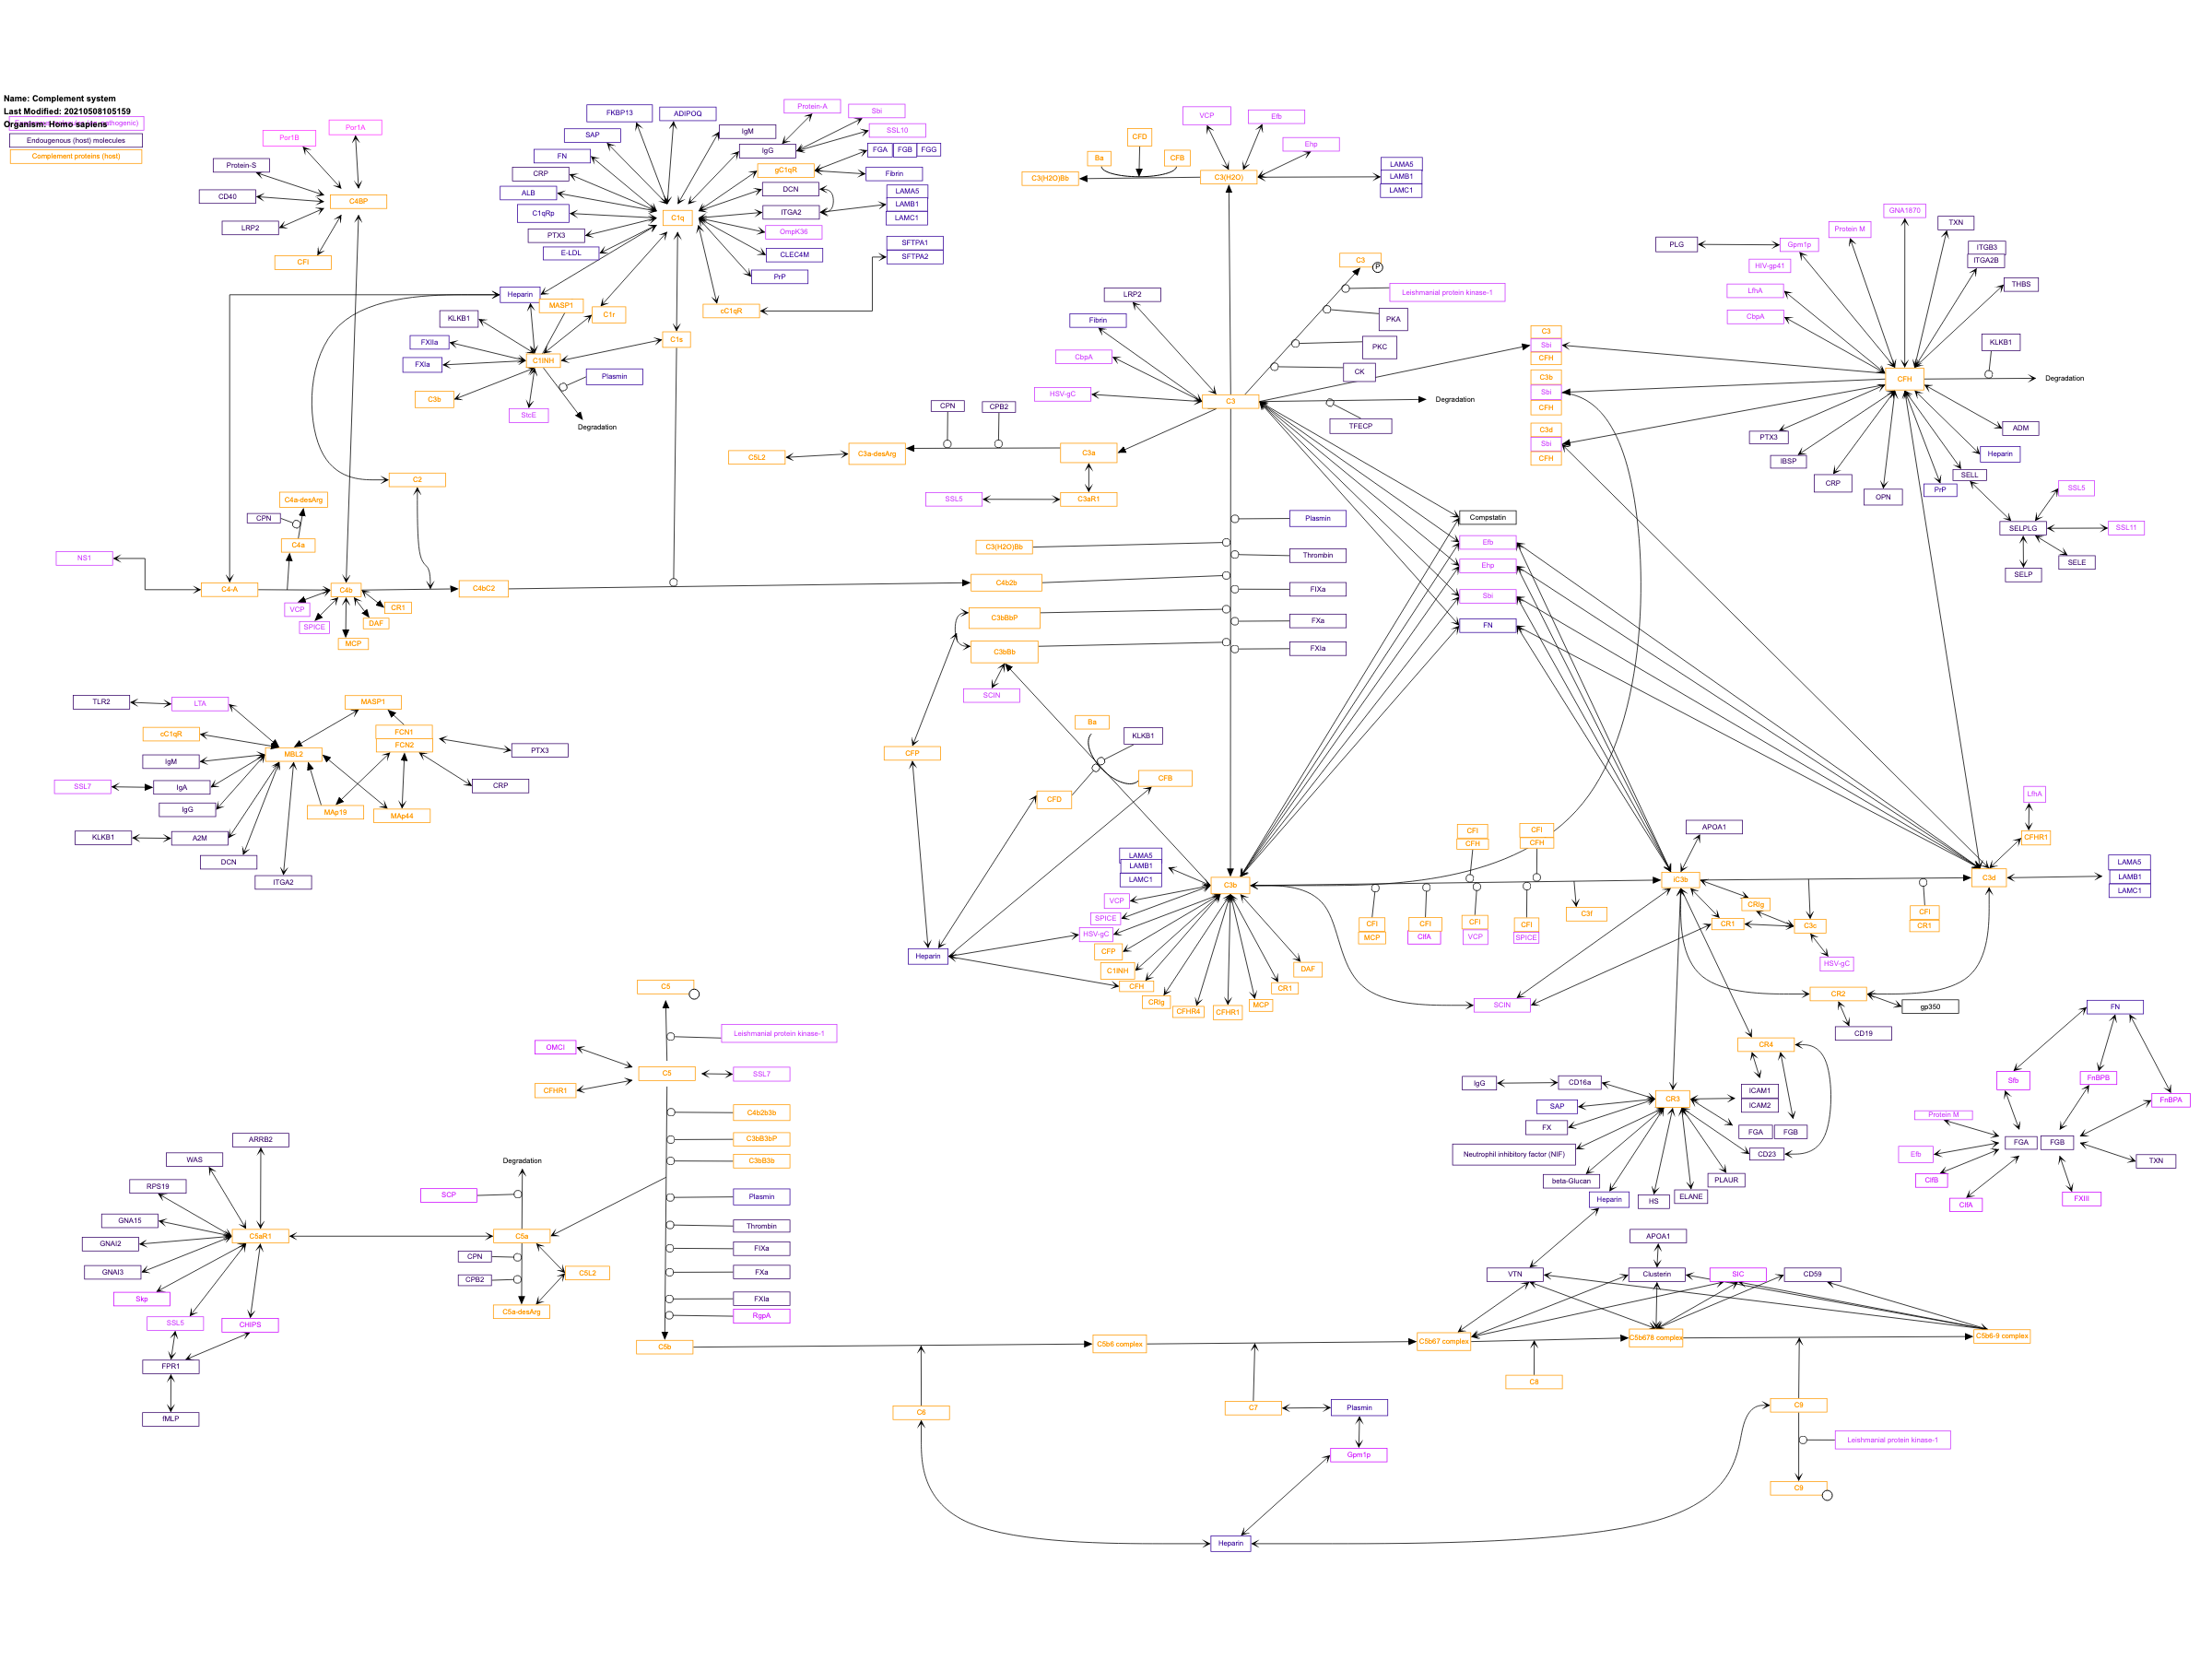 Name: Complement system
Last Modified: 20210508105159
Organism: Homo sapiens
Endougenous (host) molecules
Complement proteins (host)
Por1B
Por1A
Protein-S
CD40
LRP2
C4BP
CFI
FKBP13
ADIPOQ
SAP
IgM
FN
IgG
CRP
ALB
C1qRp
PTX3
E-LDL
C1q
Protein-A
Sbi
SSL10
FGA
FGB
FGG
gC1qR
Fibrin
DCN
ITGA2
LAMA5
LAMB1
LAMC1
OmpK36
CLEC4M
PrP
SFTPA1
SFTPA2
cC1qR
Heparin
MASP1
C1r
KLKB1
FXIIa
FXIa
C1INH
C1s
Plasmin
C3b
StcE
Degradation
VCP
Efb
Ehp
CFD
Ba
CFB
C3(H2O)Bb
C3(H2O)
LAMA5
LAMB1
LAMC1
C3
P
Leishmanial protein kinase-1
PKA
PKC
CK
LRP2
Fibrin
CbpA
HSV-gC
C3
Degradation
TFECP
CPN
CPB2
C5L2
C3a-desArg
C3a
SSL5
C3aR1
GNA1870
Protein M
TXN
PLG
Gpm1p
ITGB3
ITGA2B
HIV-gp41
LfhA
THBS
CbpA
KLKB1
CFH
Degradation
C3
Sbi
CFH
C3b
Sbi
CFH
C3d
Sbi
CFH
PTX3
IBSP
CRP
OPN
PrP
SELL
Heparin
ADM
SSL5
SELPLG
SSL11
SELP
SELE
C2
C4a-desArg
CPN
C4a
NS1
C4-A
C4b
C4bC2
VCP
SPICE
MCP
DAF
CR1
C3(H2O)Bb
C4b2b
C3bBbP
C3bBb
SCIN
Plasmin
Thrombin
FIXa
FXa
FXIa
Compstatin
Efb
Ehp
Sbi
FN
TLR2
LTA
MASP1
cC1qR
FCN1
FCN2
MBL2
PTX3
IgM
SSL7
IgA
CRP
IgG
MAp19
MAp44
KLKB1
A2M
DCN
ITGA2
Ba
KLKB1
CFP
CFB
CFD
Heparin
LAMA5
LAMB1
LAMC1
C3b
VCP
SPICE
HSV-gC
CFP
C1INH
CFH
CRIg
CFHR4
CFHR1
MCP
CR1
DAF
CFI
CFH
CFI
CFH
CFI
MCP
CFI
ClfA
CFI
VCP
CFI
SPICE
C3f
APOA1
iC3b
CRIg
CR1
C3c
HSV-gC
CFI
CR1
C3d
LfhA
CFHR1
LAMA5
LAMB1
LAMC1
SCIN
CR2
gp350
CD19
CR4
ICAM1
ICAM2
IgG
CD16a
CR3
SAP
FX
FGA
FGB
Neutrophil inhibitory factor (NIF)
CD23
beta-Glucan
PLAUR
Heparin
HS
ELANE
FN
Sfb
FnBPB
FnBPA
Protein M
FGA
FGB
Efb
ClfB
ClfA
TXN
FXIII
C5
Leishmanial protein kinase-1
OMCI
C5
SSL7
CFHR1
C4b2b3b
C3bB3bP
C3bB3b
Plasmin
Thrombin
FIXa
FXa
FXIa
RgpA
C5b
ARRB2
WAS
RPS19
GNA15
GNAI2
GNAI3
Skp
SSL5
CHIPS
C5aR1
FPR1
fMLP
Degradation
SCP
C5a
CPN
CPB2
C5L2
C5a-desArg
APOA1
VTN
Clusterin
SIC
CD59
C5b6 complex
C5b67 complex
C5b678 complex
C5b6-9 complex
C6
C7
C8
C9
Plasmin
Gpm1p
Leishmanial protein kinase-1
C9
Heparin